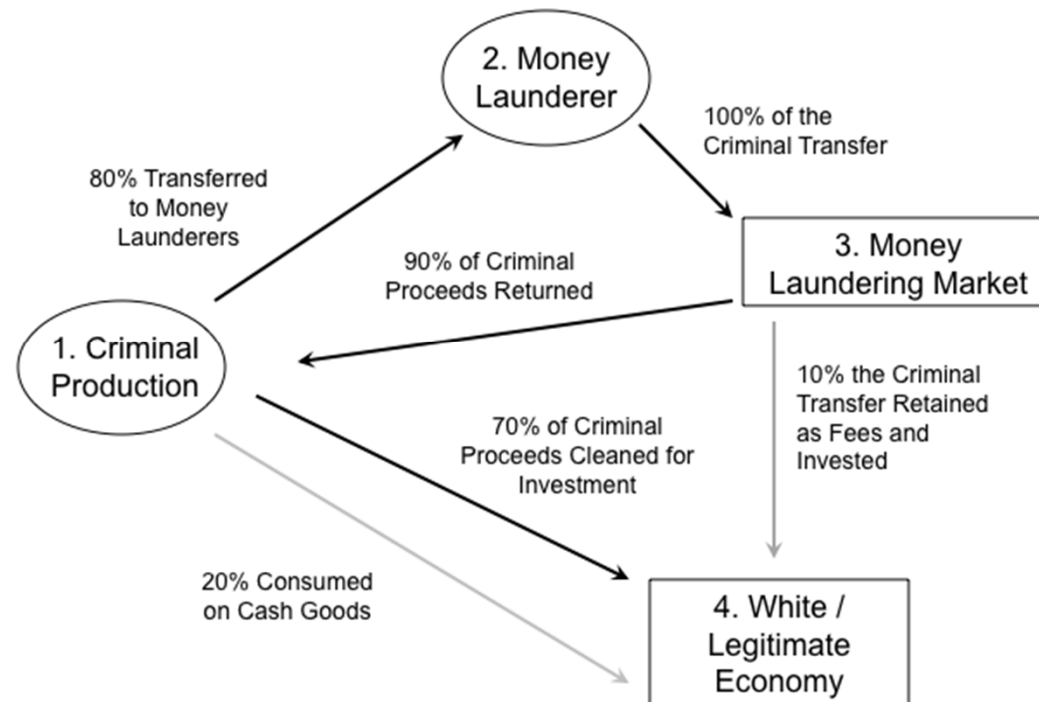 2. Money
Launderer
100% of the
Criminal Transfer
80% Transferred
to Money
Launderers
3. Money
Laundering Market
90% of Criminal
Proceeds Returned
1. Criminal
Production
10% the Criminal
Transfer Retained
as Fees and
Invested
70% of Criminal
Proceeds Cleaned for
Investment
20% Consumed
on Cash Goods
4. White /
Legitimate
Economy